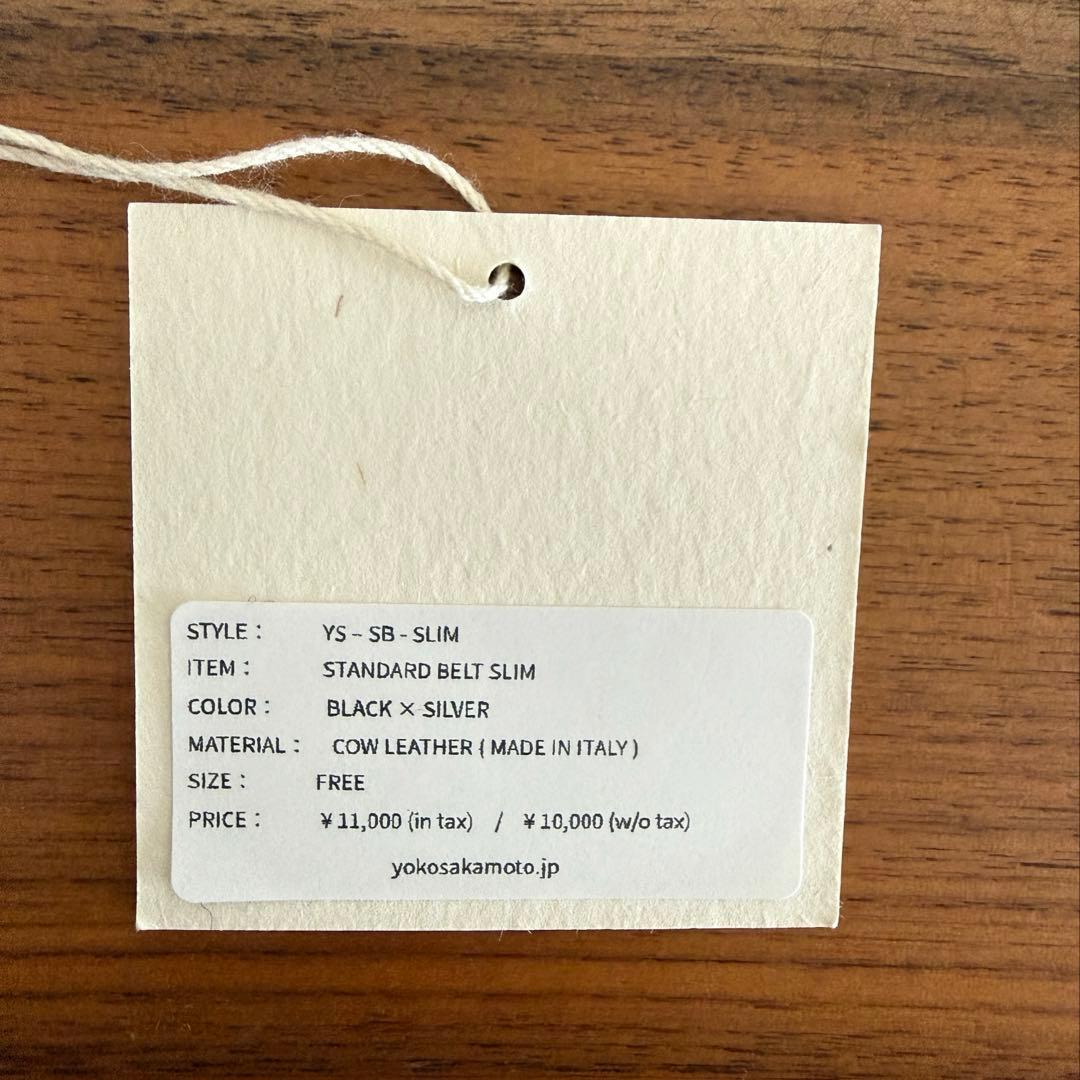 STYLE : YS - SB - SLIM
ITEM : STANDARD BELT SLIM
COLOR : BLACK × SILVER
MATERIAL : COW LEATHER ( MADE IN ITALY )
SIZE : FREE
PRICE : ¥ 11,000 (in tax) / ¥ 10,000 (w/o tax)
yokosakamoto.jp